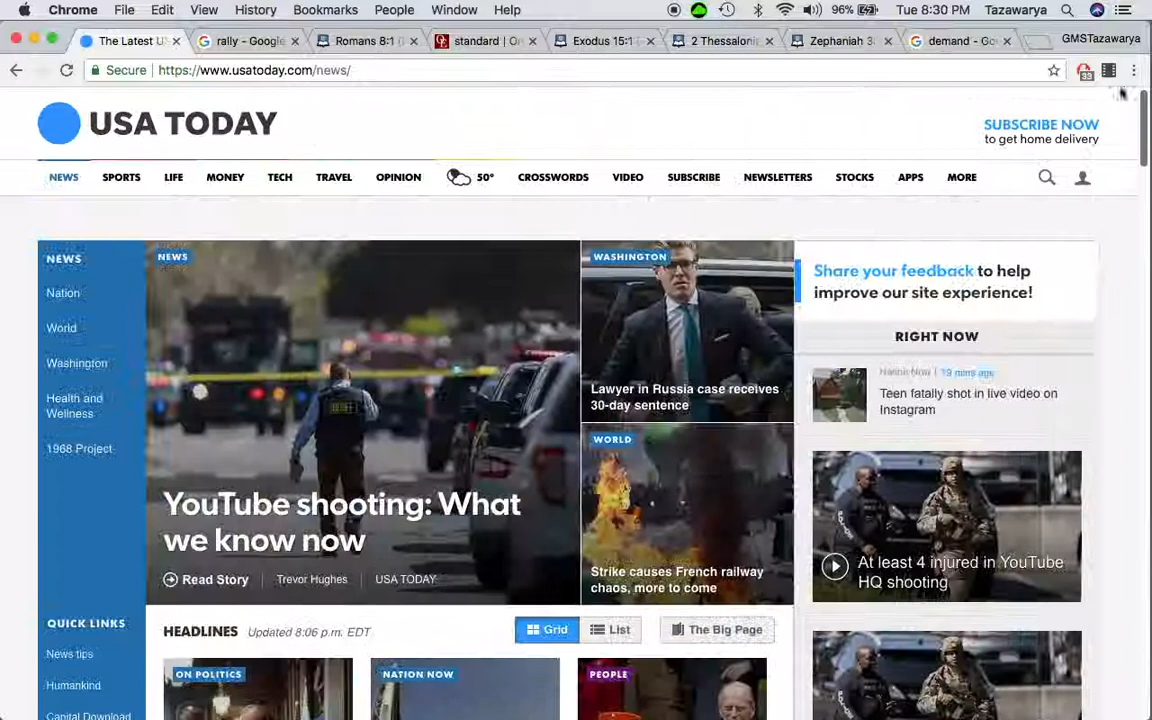 Chrome File Edit View History Bookmarks People Window Help 96% Tue 8:30 PM Tazawarya
The Latest U rally - Google Romans 8:1 ( standard | O Exodus 15:1 2 Thessaloni Zephaniah 3 demand - Go GMSTazawarya
Secure | https://www.usatoday.com/news/ 33
USA TODAY
SUBSCRIBE NOW
to get home delivery
NEWS SPORTS LIFE MONEY TECH TRAVEL OPINION 50° CROSSWORDS VIDEO SUBSCRIBE NEWSLETTERS STOCKS APPS MORE
NEWS
Nation
World
Washington
Health and
Wellness
1968 Project
QUICK LINKS
News tips
Humankind
Capital Download
NEWS
SHERIFF
YouTube shooting: What
we know now
Read Story Trevor Hughes USA TODAY
WASHINGTON
Lawyer in Russia case receives
30-day sentence
WORLD
Strike causes French railway
chaos, more to come
Share your feedback to help
improve our site experience!
RIGHT NOW
Nation Now | 19 mins ago
Teen fatally shot in live video on
Instagram
At least 4 injured in YouTube
HQ shooting
HEADLINES Updated 8:06 p.m. EDT Grid List The Big Page
ON POLITICS NATION NOW PEOPLE